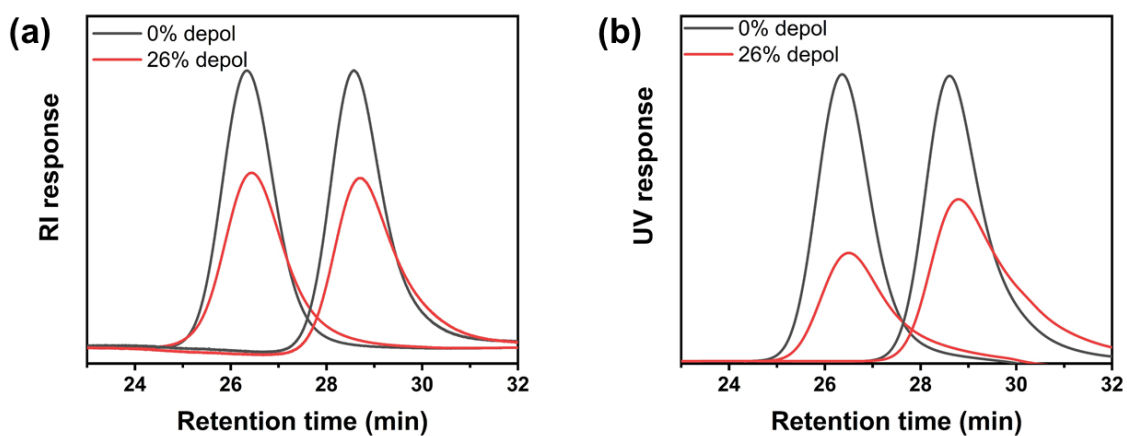 (a)
0% depol
26% depol
RI response
24 26 28 30 32
Retention time (min)
(b)
0% depol
26% depol
UV response
24 26 28 30 32
Retention time (min)